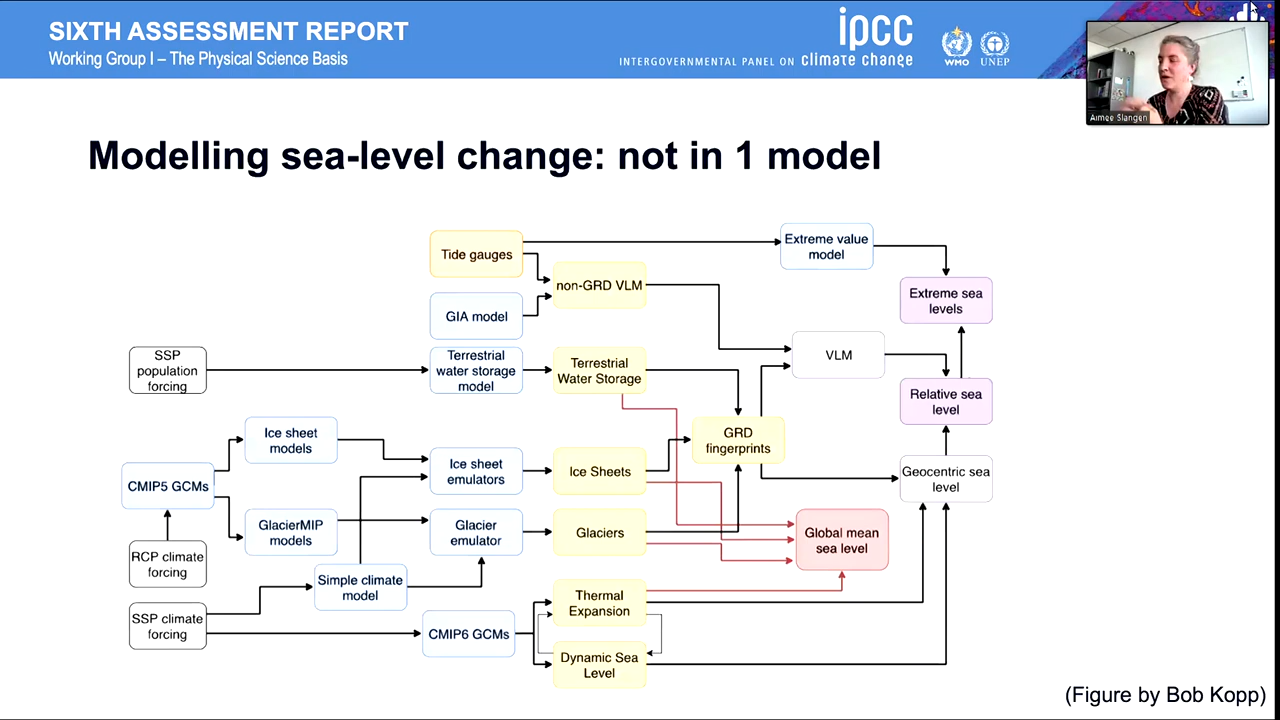 SIXTH ASSESSMENT REPORT
Working Group I – The Physical Science Basis
ipcc
INTERGOVERNMENTAL PANEL ON climate change
WMO
UNEP
Aimee Slangen
Modelling sea-level change: not in 1 model
Tide gauges
Extreme value
model
non-GRD VLM
Extreme sea
levels
GIA model
SSP
population
forcing
Terrestrial
water storage
model
Terrestrial
Water Storage
VLM
Relative sea
level
Ice sheet
models
GRD
fingerprints
CMIP5 GCMs
Ice sheet
emulators
Ice Sheets
Geocentric sea
level
GlacierMIP
models
Glacier
emulator
Glaciers
Global mean
sea level
RCP climate
forcing
Simple climate
model
Thermal
Expansion
SSP climate
forcing
CMIP6 GCMs
Dynamic Sea
Level
(Figure by Bob Kopp)